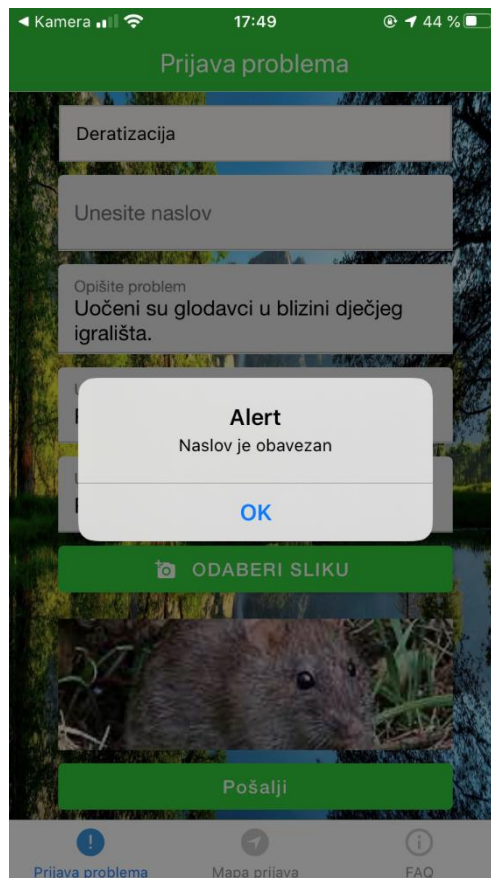 ◀ Kamera 17:49 44 %
Prijava problema
Deratizacija
Unesite naslov
Opišite problem
Uočeni su glodavci u blizini dječjeg
igrališta.
Alert
Naslov je obavezan
OK
ODABERI SLIKU
Pošalji
Prijava problema Mapa prijava FAQ